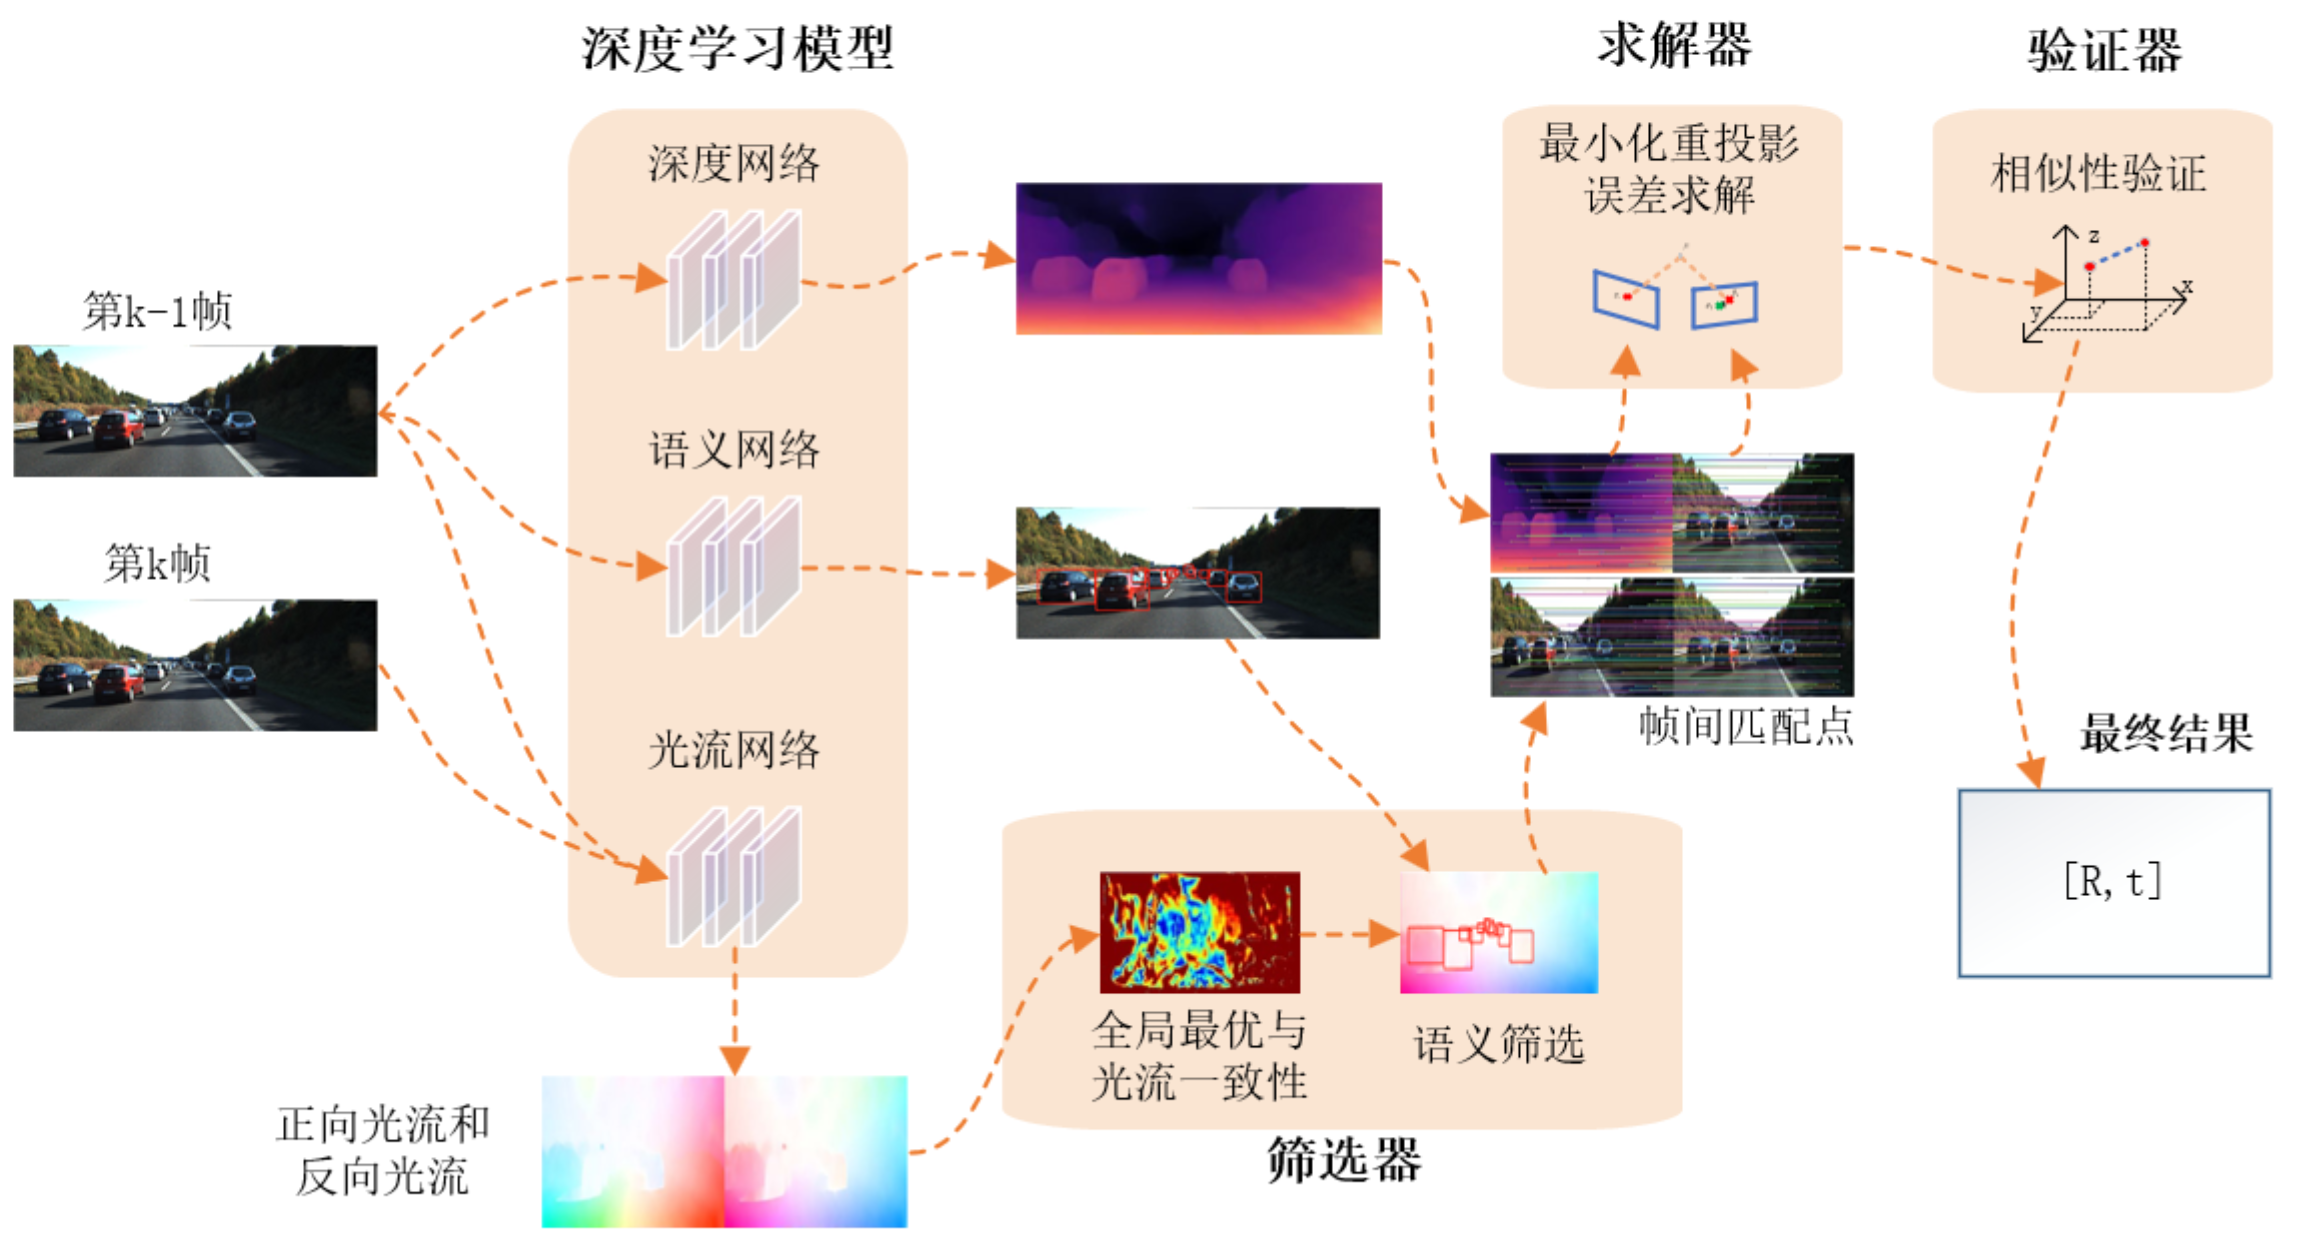 深度学习模型
求解器
验证器
深度网络
最小化重投影
误差求解
相似性验证
z
x
y
第k-1帧
语义网络
第k帧
帧间匹配点
光流网络
最终结果
[R,t]
全局最优与
光流一致性
语义筛选
正向光流和
反向光流
筛选器